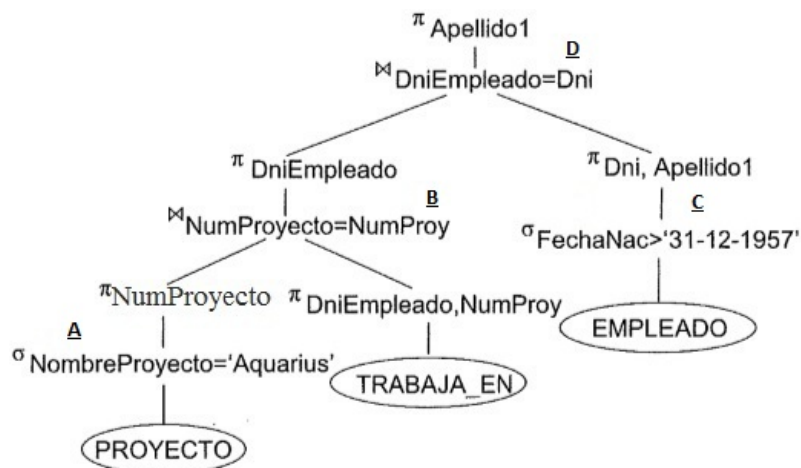 π Apellido1
D
⋈ DniEmpleado=Dni
π DniEmpleado
π Dni, Apellido1
B
C
⋈ NumProyecto=NumProy
σ FechaNac>'31-12-1957'
π NumProyecto
π DniEmpleado,NumProy
EMPLEADO
A
σ NombreProyecto='Aquarius'
TRABAJA_EN
PROYECTO